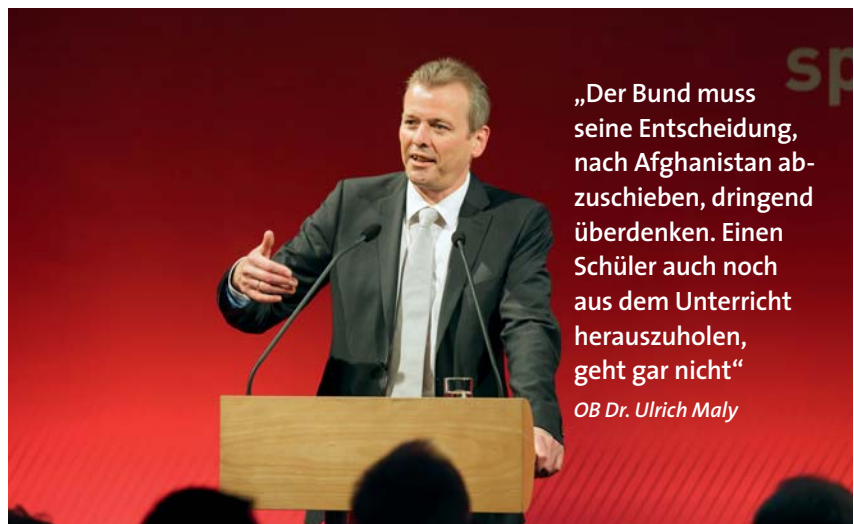 sp
„Der Bund muss
seine Entscheidung,
nach Afghanistan ab-
zuschieben, dringend
überdenken. Einen
Schüler auch noch
aus dem Unterricht
herauszuholen,
geht gar nicht“
OB Dr. Ulrich Maly